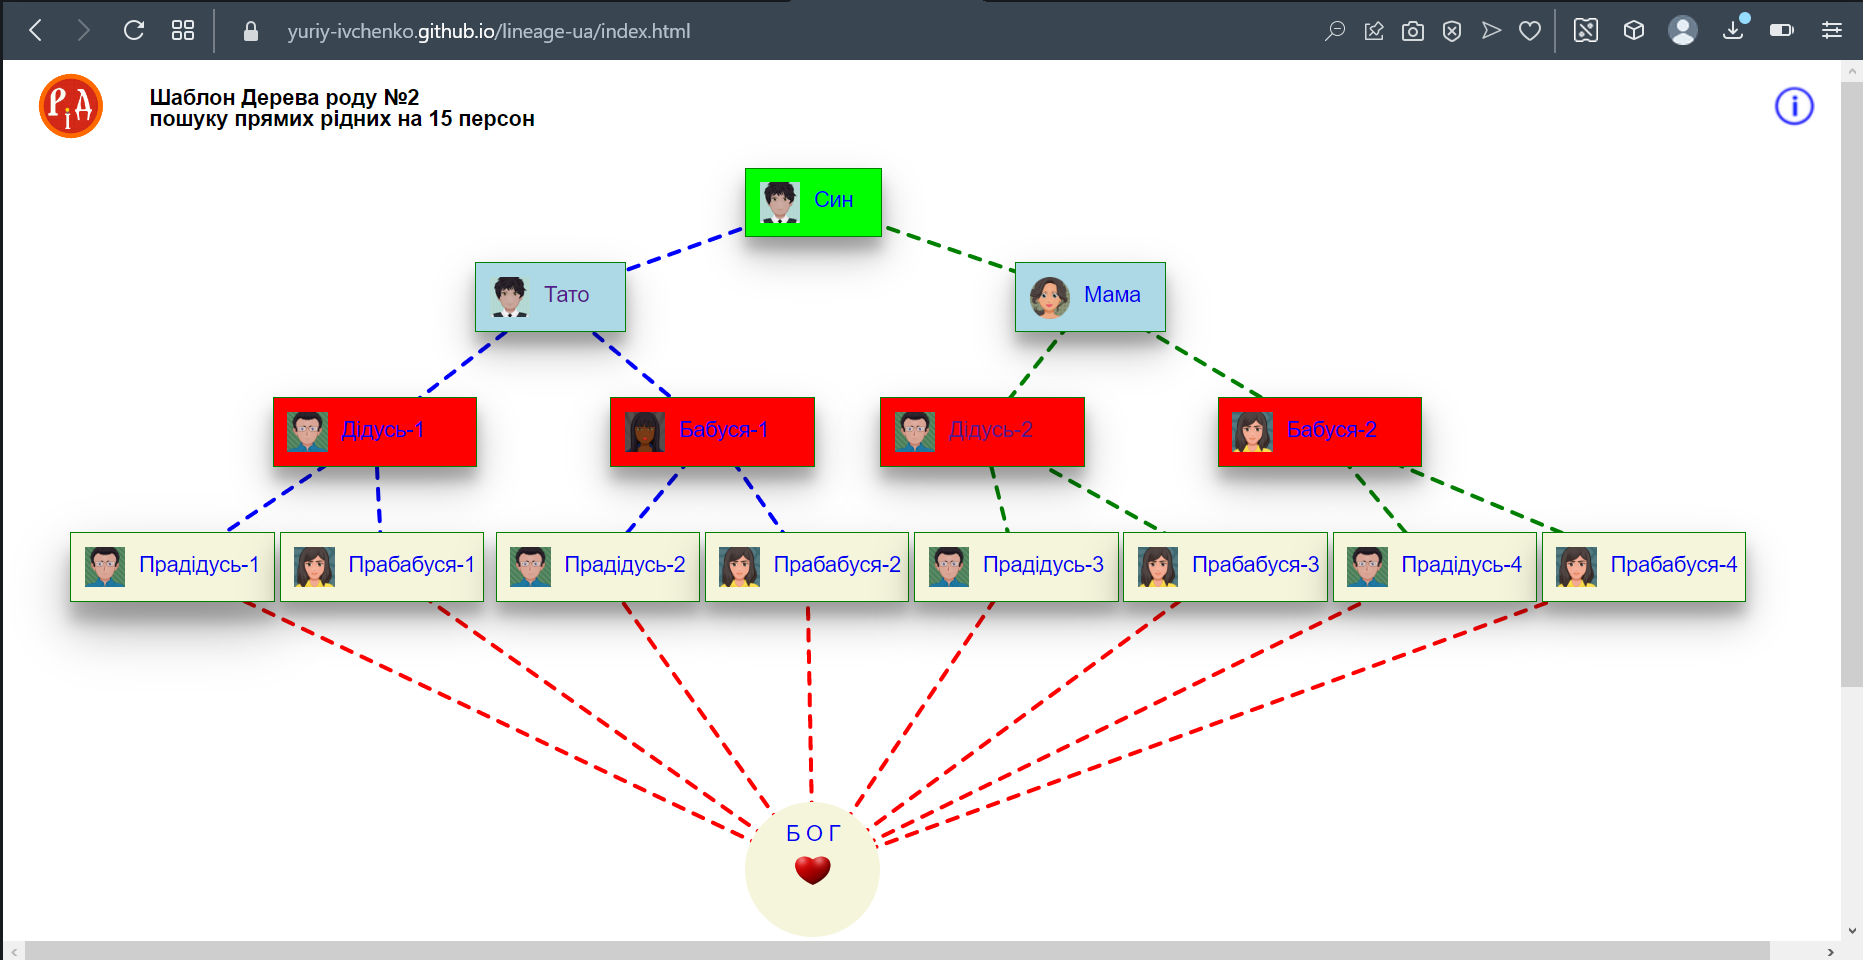 yuriy-ivchenko.github.io/lineage-ua/index.html
РіД
Шаблон Дерева роду №2
пошуку прямих рідних на 15 персон
i
Син
Тато
Мама
Дідусь-1
Бабуся-1
Дідусь-2
Бабуся-2
Прадідусь-1
Прабабуся-1
Прадідусь-2
Прабабуся-2
Прадідусь-3
Прабабуся-3
Прадідусь-4
Прабабуся-4
Б О Г